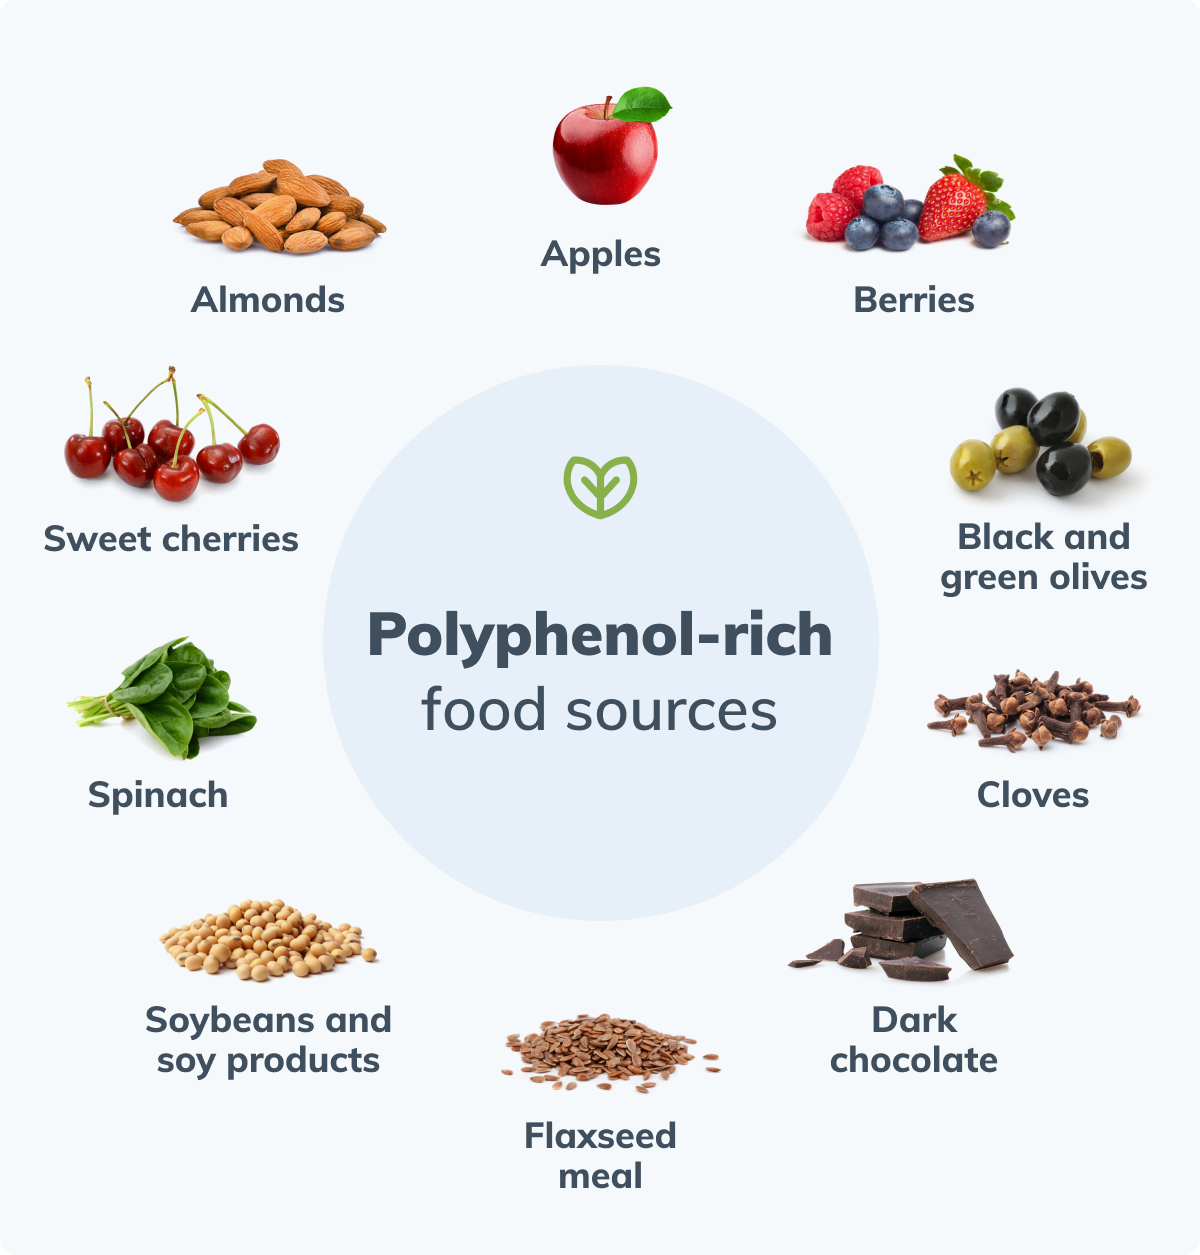 Apples
Almonds
Berries
Sweet cherries
Black and
green olives
Polyphenol-rich
food sources
Spinach
Cloves
Soybeans and
soy products
Dark
chocolate
Flaxseed
meal